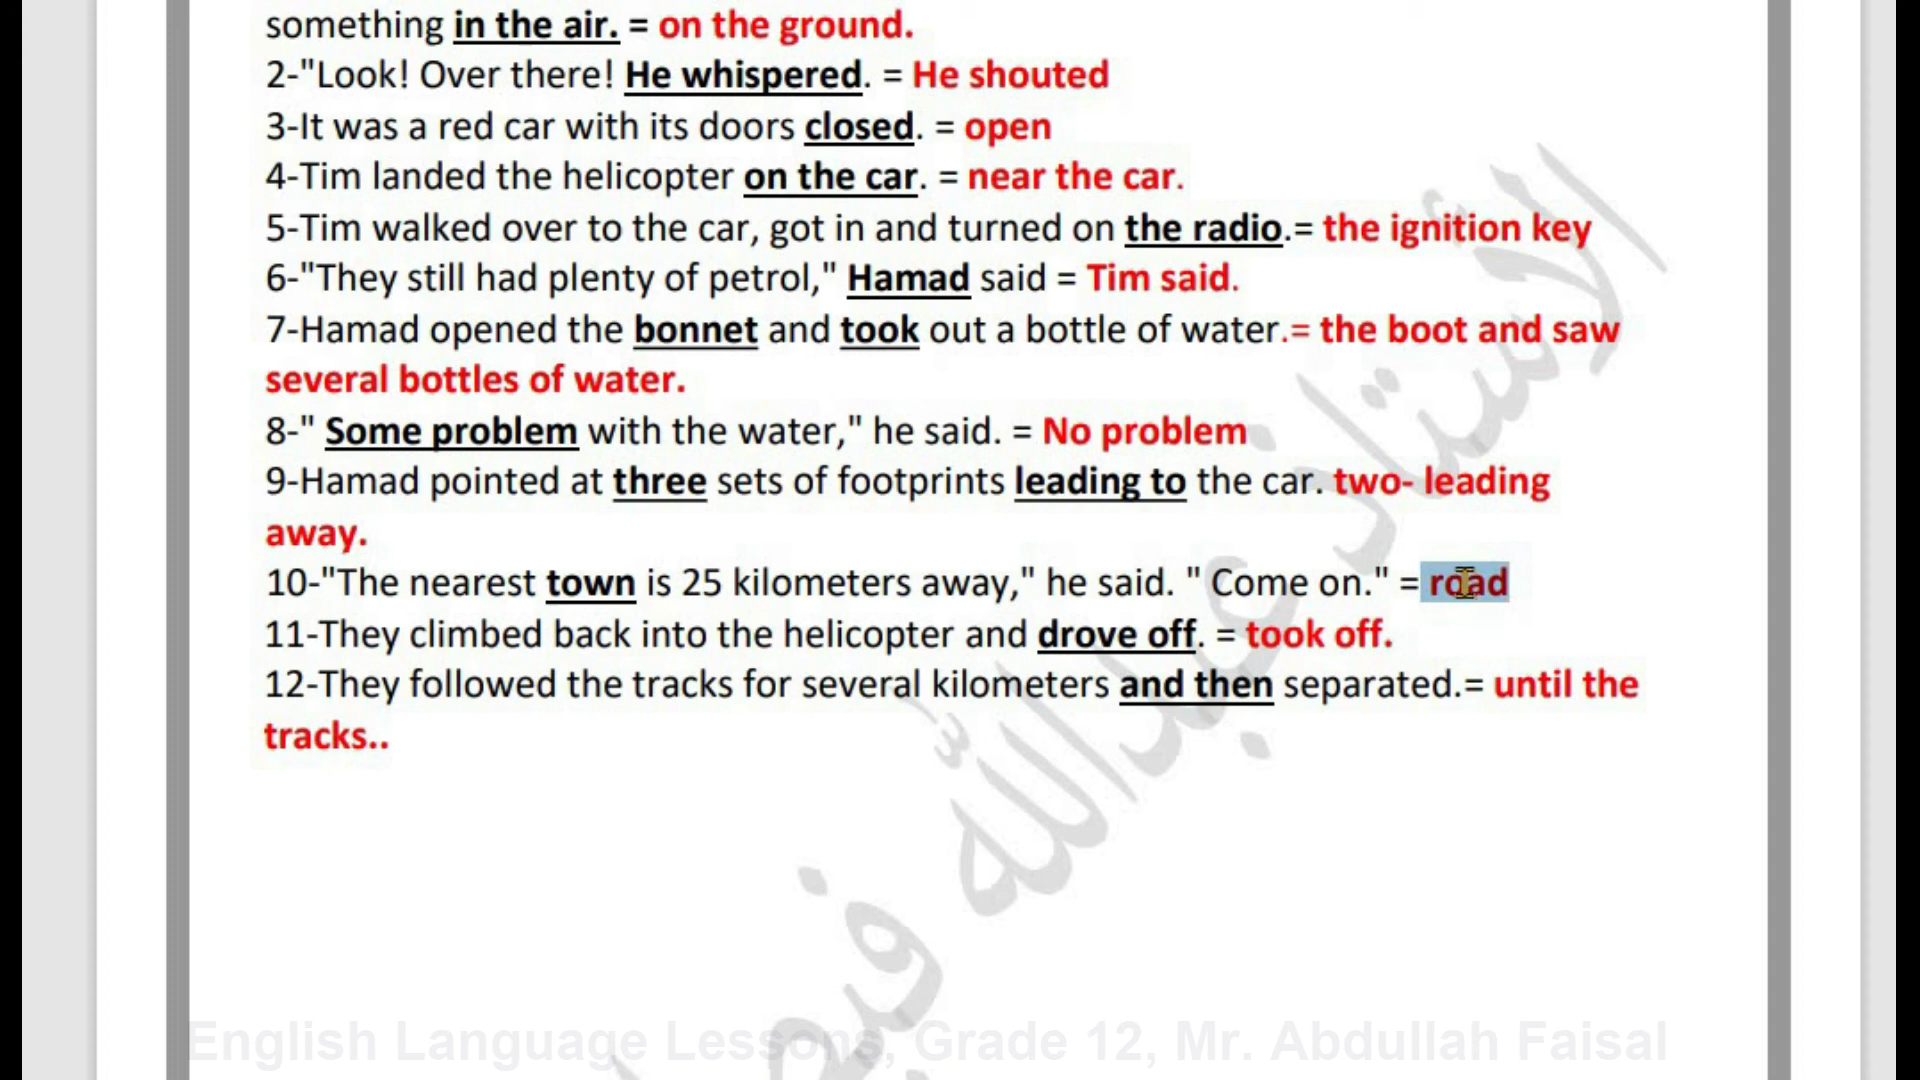 something in the air. = on the ground.
2-"Look! Over there! He whispered. = He shouted
3-It was a red car with its doors closed. = open
4-Tim landed the helicopter on the car. = near the car.
5-Tim walked over to the car, got in and turned on the radio.= the ignition key
6-"They still had plenty of petrol," Hamad said = Tim said.
7-Hamad opened the bonnet and took out a bottle of water.= the boot and saw
several bottles of water.
8-" Some problem with the water," he said. = No problem
9-Hamad pointed at three sets of footprints leading to the car. two- leading
away.
10-"The nearest town is 25 kilometers away," he said. " Come on." = road
11-They climbed back into the helicopter and drove off. = took off.
12-They followed the tracks for several kilometers and then separated.= until the
tracks..
الأستاذ عبدالله
English Language Lessons, Grade 12, Mr. Abdullah Faisal